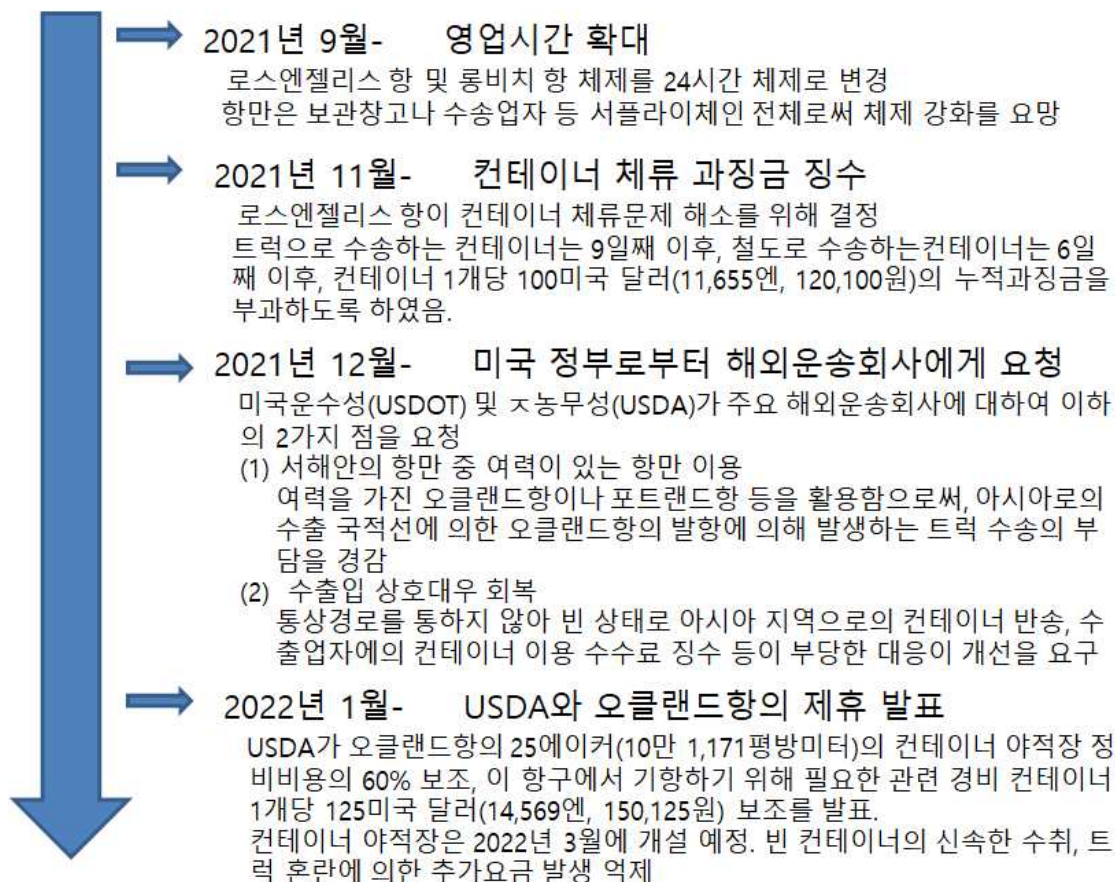 2021년 9월- 영업시간 확대
로스엔젤리스 항 및 롱비치 항 체제를 24시간 체제로 변경
항만은 보관창고나 수송업자 등 서플라이체인 전체로써 체제 강화를 요망
2021년 11월- 컨테이너 체류 과징금 징수
로스엔젤리스 항이 컨테이너 체류문제 해소를 위해 결정
트럭으로 수송하는 컨테이너는 9일째 이후, 철도로 수송하는컨테이너는 6일
째 이후, 컨테이너 1개당 100미국 달러(11,655엔, 120,100원)의 누적과징금을
부과하도록 하였음.
2021년 12월- 미국 정부로부터 해외운송회사에게 요청
미국운수성(USDOT) 및 ㅈ농무성(USDA)가 주요 해외운송회사에 대하여 이하
의 2가지 점을 요청
(1) 서해안의 항만 중 여력이 있는 항만 이용
여력을 가진 오클랜드항이나 포트랜드항 등을 활용함으로써, 아시아로의
수출 국적선에 의한 오클랜드항의 발항에 의해 발생하는 트럭 수송의 부
담을 경감
(2) 수출입 상호대우 회복
통상경로를 통하지 않아 빈 상태로 아시아 지역으로의 컨테이너 반송, 수
출업자에의 컨테이너 이용 수수료 징수 등이 부당한 대응이 개선을 요구
2022년 1월- USDA와 오클랜드항의 제휴 발표
USDA가 오클랜드항의 25에이커(10만 1,171평방미터)의 컨테이너 야적장 정
비비용의 60% 보조, 이 항구에서 기항하기 위해 필요한 관련 경비 컨테이너
1개당 125미국 달러(14,569엔, 150,125원) 보조를 발표.
컨테이너 야적장은 2022년 3월에 개설 예정. 빈 컨테이너의 신속한 수취, 트
럭 혼란에 의한 추가요금 발생 억제